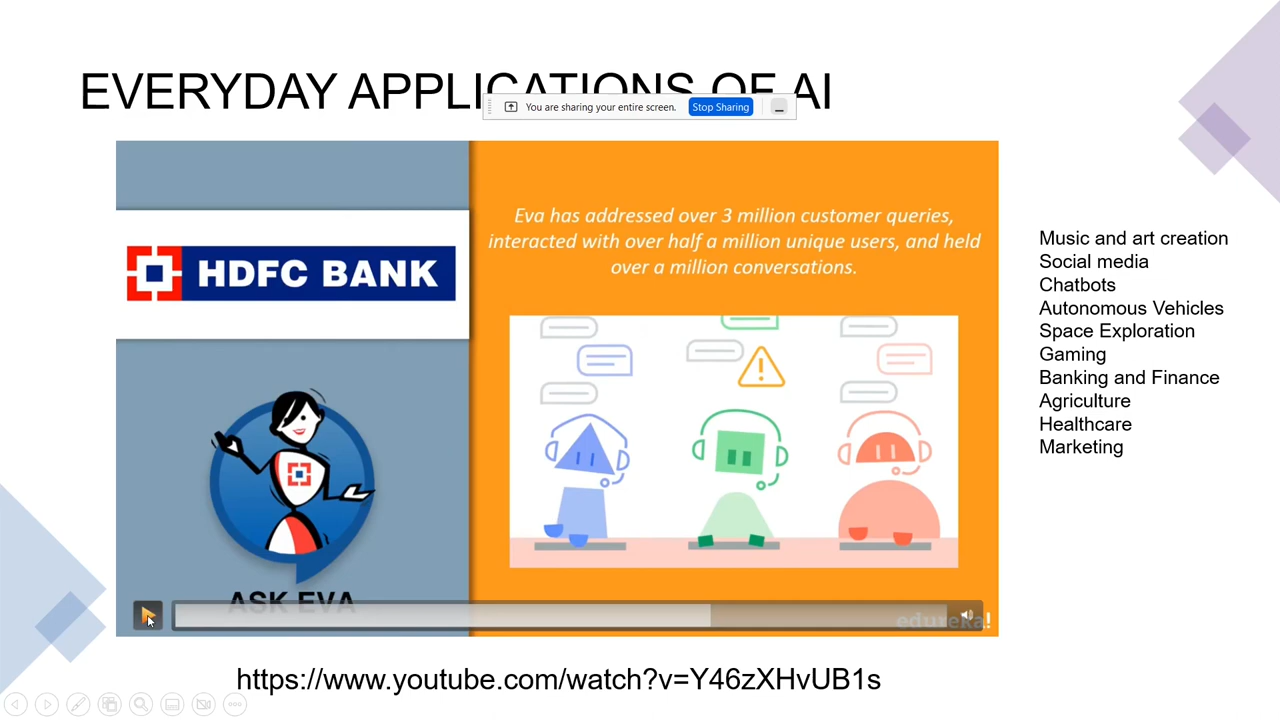 EVERYDAY APPLICATIONS OF AI
You are sharing your entire screen.
Stop Sharing
HDFC BANK
Eva has addressed over 3 million customer queries,
interacted with over half a million unique users, and held
over a million conversations.
ASK EVA
edureka!
Music and art creation
Social media
Chatbots
Autonomous Vehicles
Space Exploration
Gaming
Banking and Finance
Agriculture
Healthcare
Marketing
https://www.youtube.com/watch?v=Y46zXHvUB1s